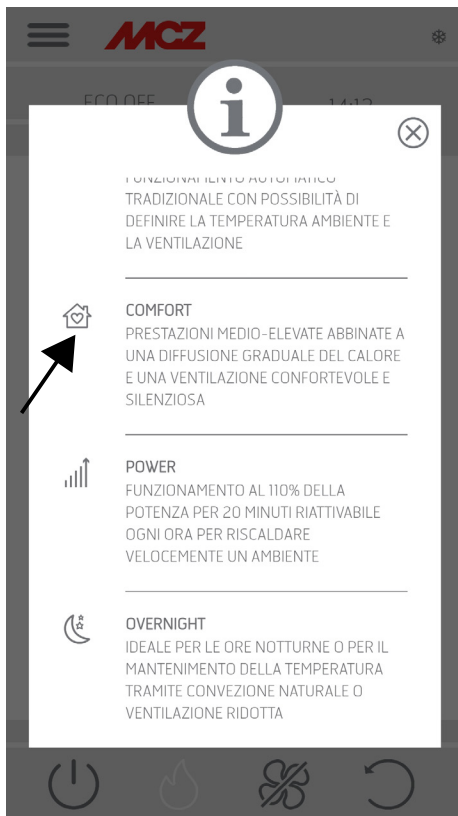 MCZ
ECO OFF
14:13
i
FUNZIONAMENTO AUTOMATICO
TRADIZIONALE CON POSSIBILITÀ DI
DEFINIRE LA TEMPERATURA AMBIENTE E
LA VENTILAZIONE
COMFORT
PRESTAZIONI MEDIO-ELEVATE ABBINATE A
UNA DIFFUSIONE GRADUALE DEL CALORE
E UNA VENTILAZIONE CONFORTEVOLE E
SILENZIOSA
POWER
FUNZIONAMENTO AL 110% DELLA
POTENZA PER 20 MINUTI RIATTIVABILE
OGNI ORA PER RISCALDARE
VELOCEMENTE UN AMBIENTE
OVERNIGHT
IDEALE PER LE ORE NOTTURNE O PER IL
MANTENIMENTO DELLA TEMPERATURA
TRAMITE CONVEZIONE NATURALE O
VENTILAZIONE RIDOTTA